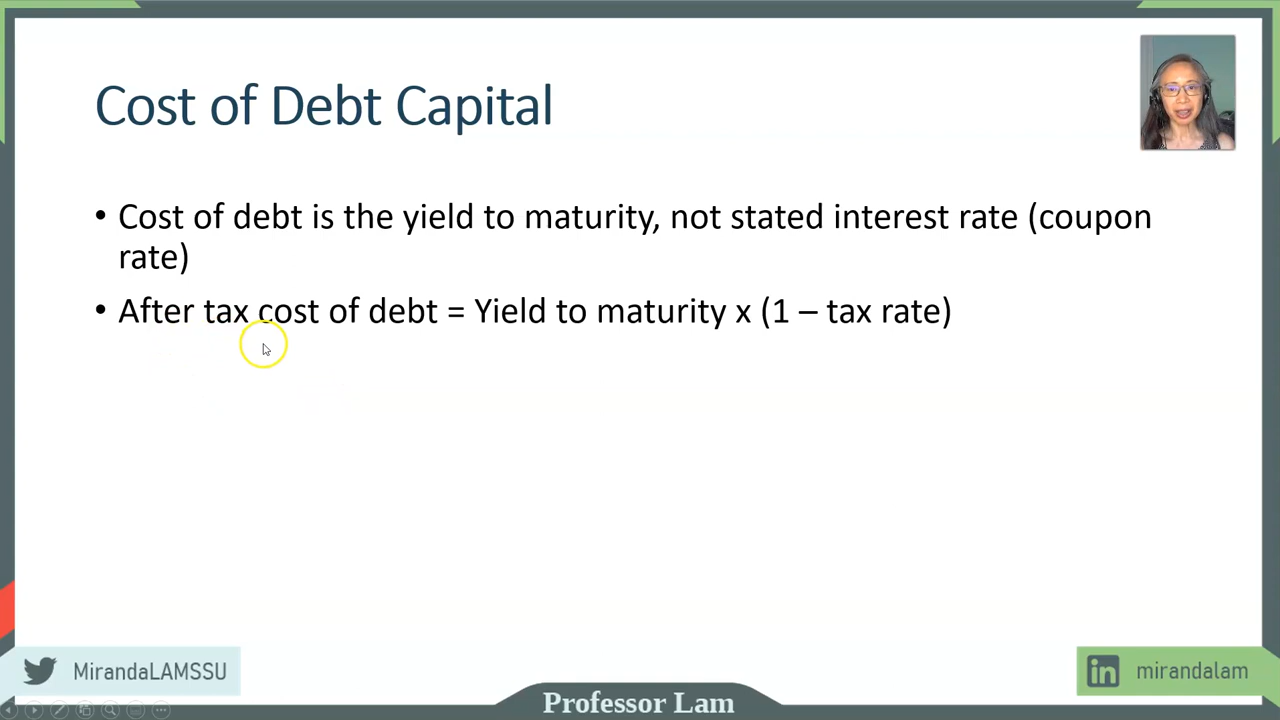 Cost of Debt Capital
• Cost of debt is the yield to maturity, not stated interest rate (coupon
rate)
• After tax cost of debt = Yield to maturity x (1 – tax rate)
MirandaLAMSSU
in mirandalam
Professor Lam